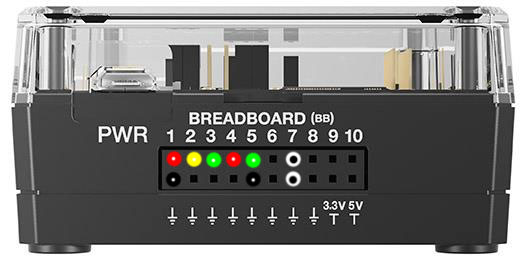 BREADBOARD (BB)
PWR 1 2 3 4 5 6 7 8 9 10
3.3V 5V